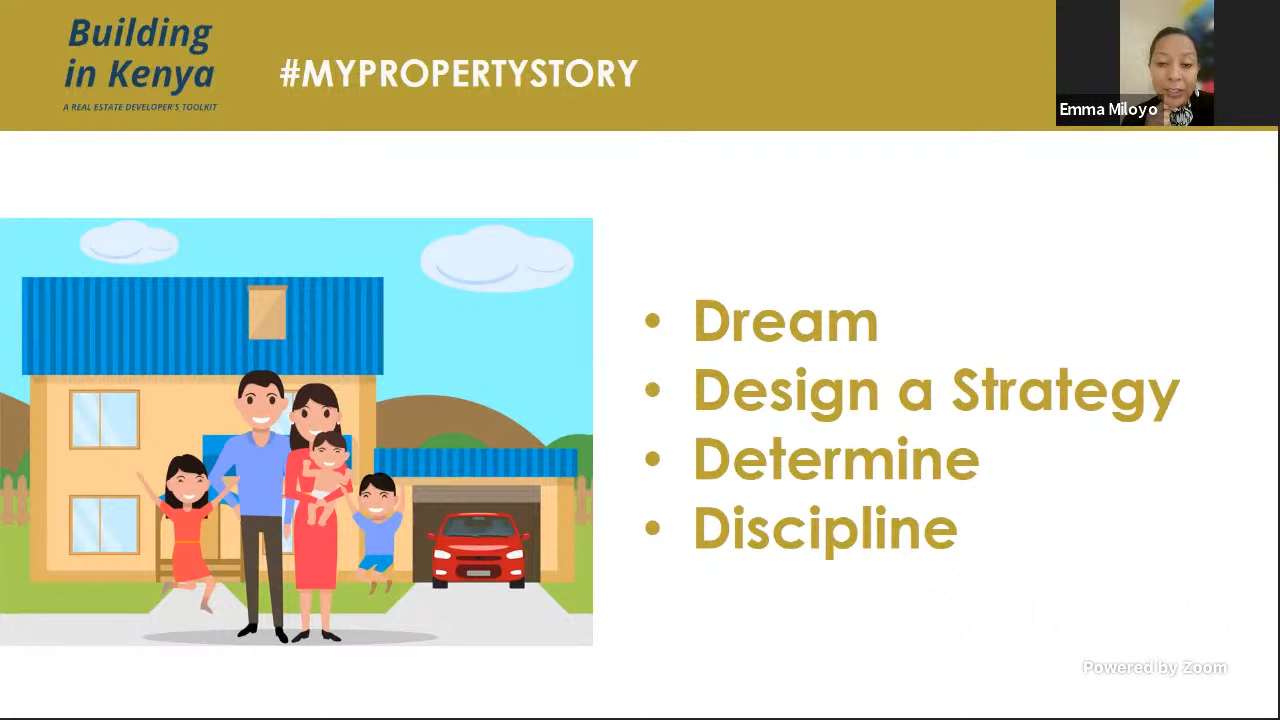 Building
in Kenya
A REAL ESTATE DEVELOPER'S TOOLKIT
#MYPROPERTYSTORY
Emma Miloyo
• Dream
• Design a Strategy
• Determine
• Discipline
Powered by Zoom